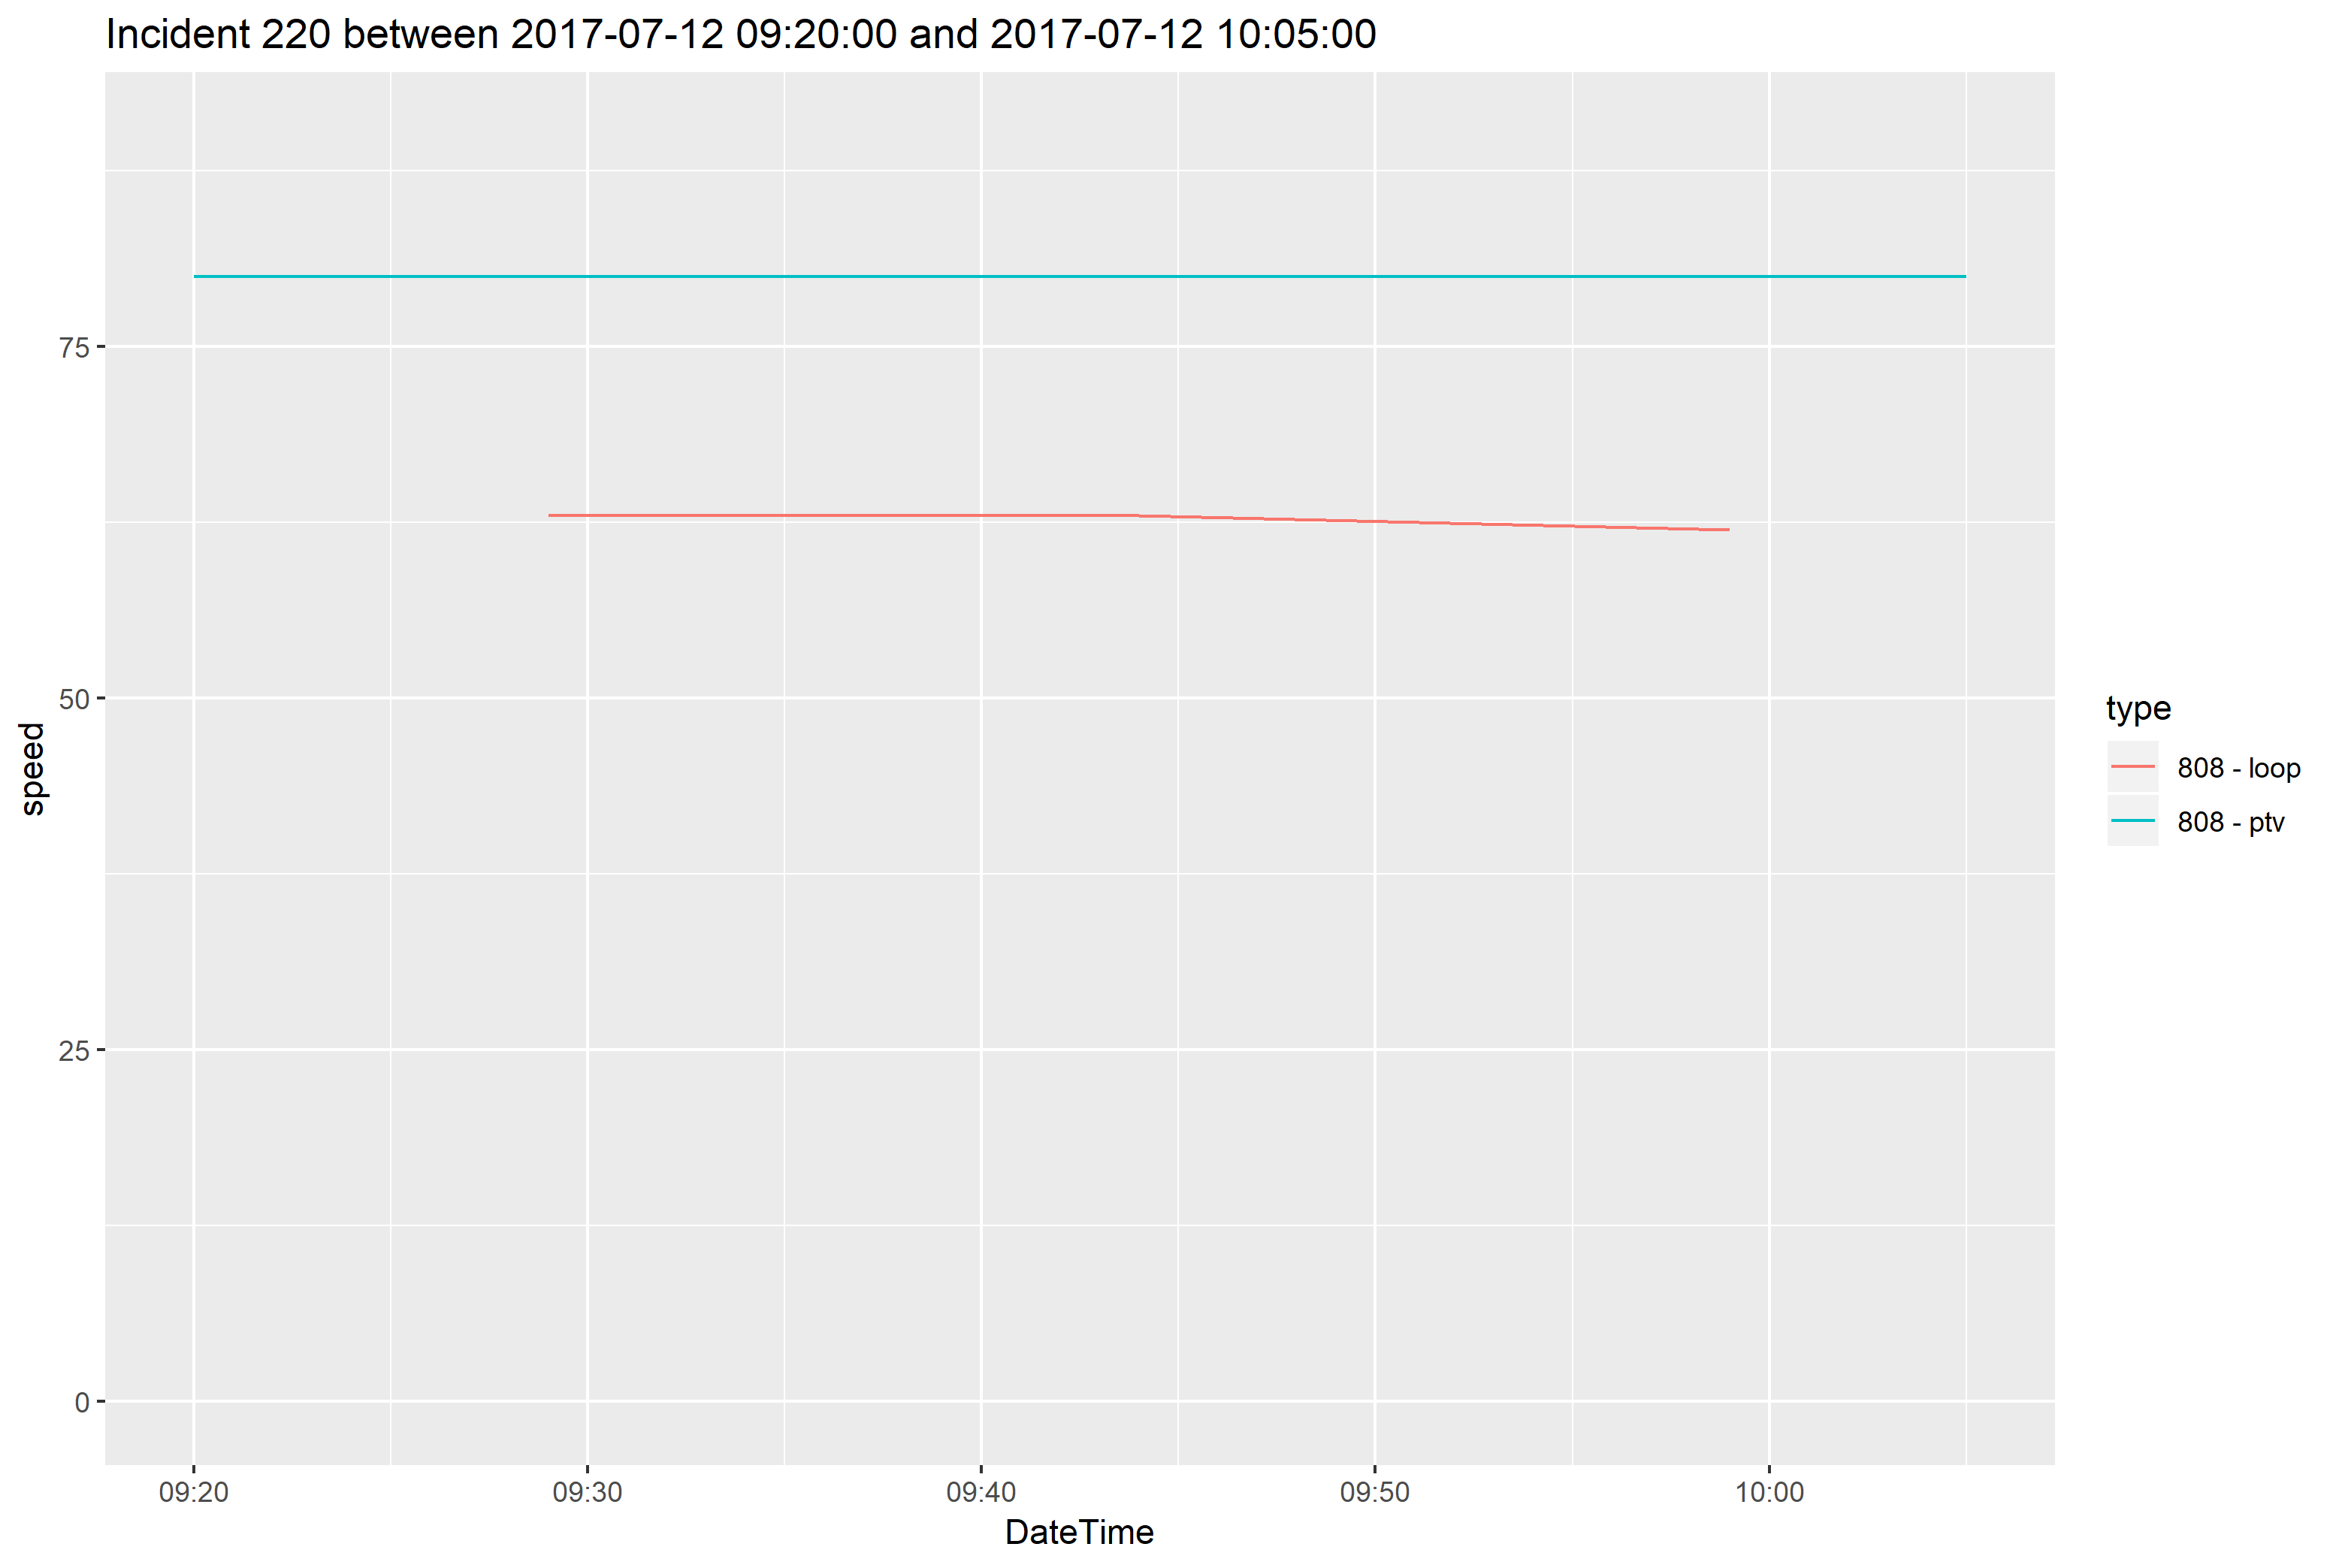 Incident 220 between 2017-07-12 09:20:00 and 2017-07-12 10:05:00
75
50
25
0
speed
09:20
09:30
09:40
09:50
10:00
DateTime
type
808 - loop
808 - ptv